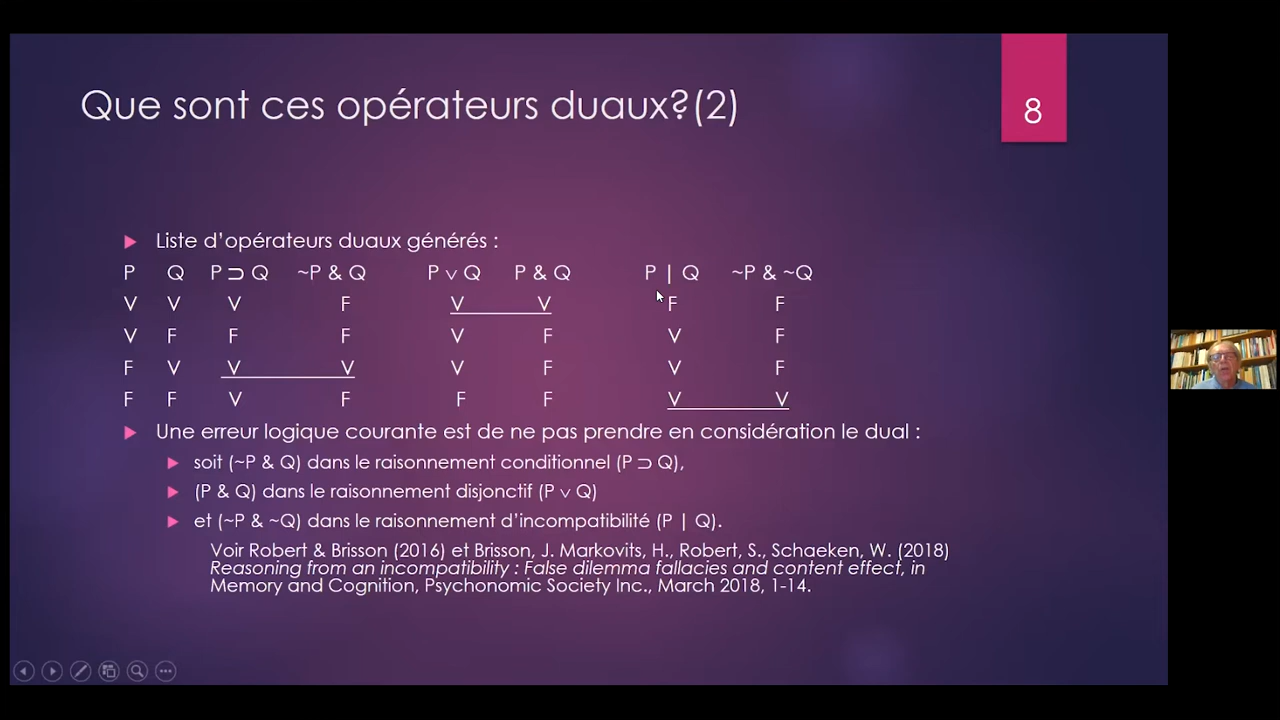 Que sont ces opérateurs duaux?(2)
8
Liste d’opérateurs duaux générés :
P Q P ⊃ Q ~P & Q P ∨ Q P & Q P | Q ~P & ~Q
V V V F V V F F
V F F F V F V F
F V V V V F V F
F F V F F F V V
Une erreur logique courante est de ne pas prendre en considération le dual :
soit (~P & Q) dans le raisonnement conditionnel (P ⊃ Q),
(P & Q) dans le raisonnement disjonctif (P ∨ Q)
et (~P & ~Q) dans le raisonnement d’incompatibilité (P | Q).
Voir Robert & Brisson (2016) et Brisson, J. Markovits, H., Robert, S., Schaeken, W. (2018)
Reasoning from an incompatibility : False dilemma fallacies and content effect, in
Memory and Cognition, Psychonomic Society Inc., March 2018, 1-14.